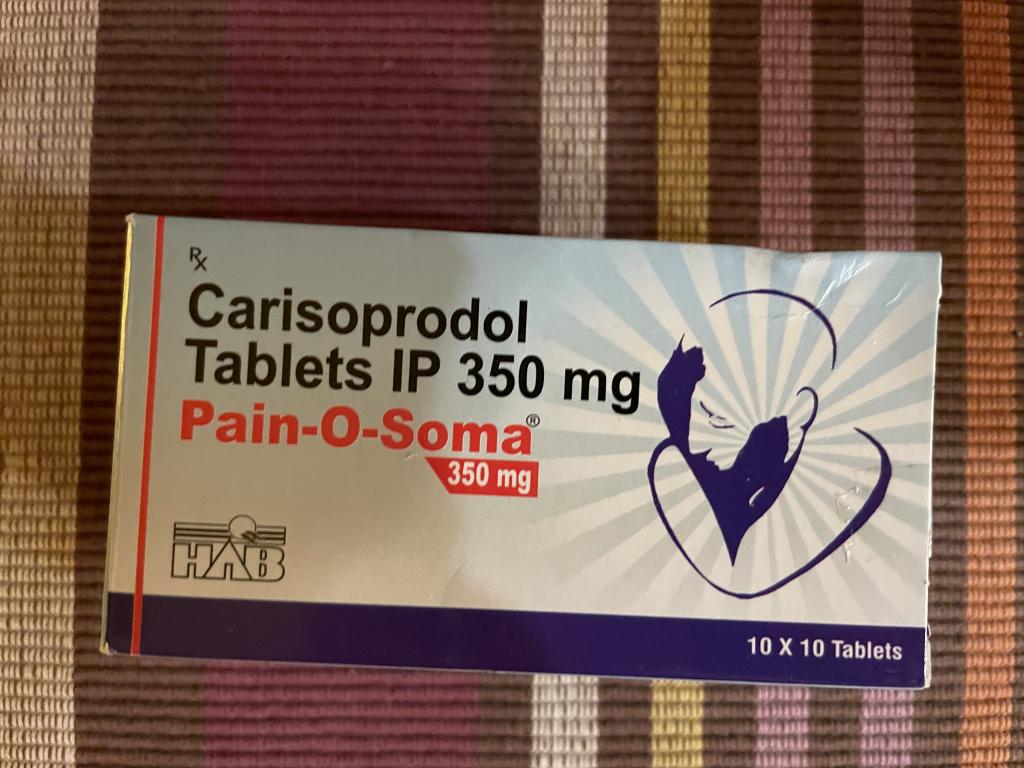 Rx
Carisoprodol
Tablets IP 350 mg
Pain-O-Soma®
350 mg
HAB
10 X 10 Tablets